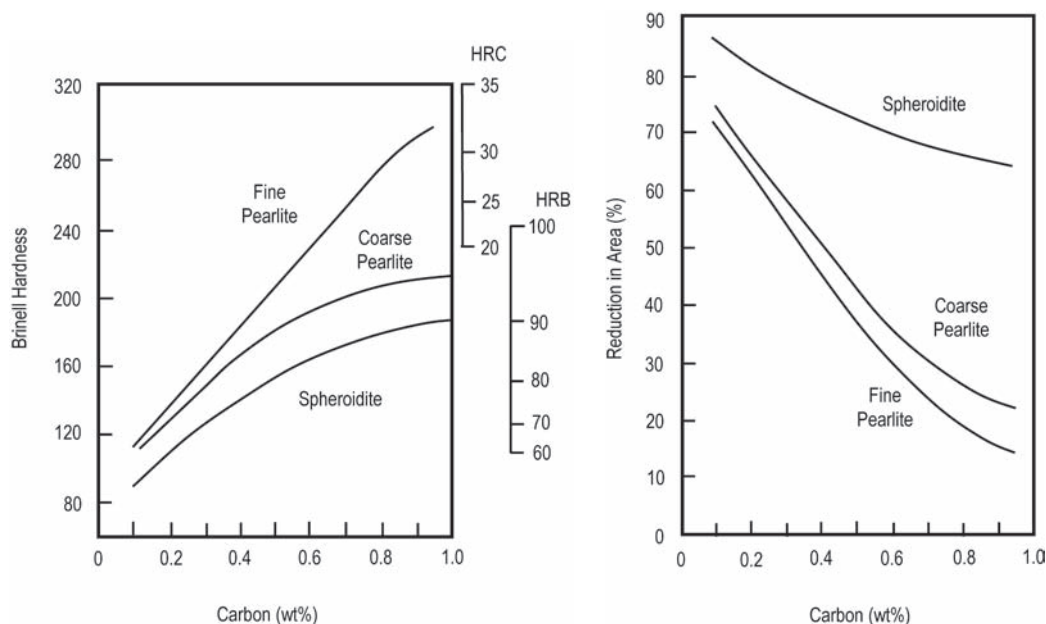 HRC
320
280
240
200
160
120
80
35
30
25
20
HRB
100
90
80
70
60
Fine
Pearlite
Coarse
Pearlite
Spheroidite
Brinell Hardness
0
0.2
0.4
0.6
0.8
1.0
Carbon (wt%)
90
80
70
60
50
40
30
20
10
0
Spheroidite
Coarse
Pearlite
Fine
Pearlite
Reduction in Area (%)
0
0.2
0.4
0.6
0.8
1.0
Carbon (wt%)